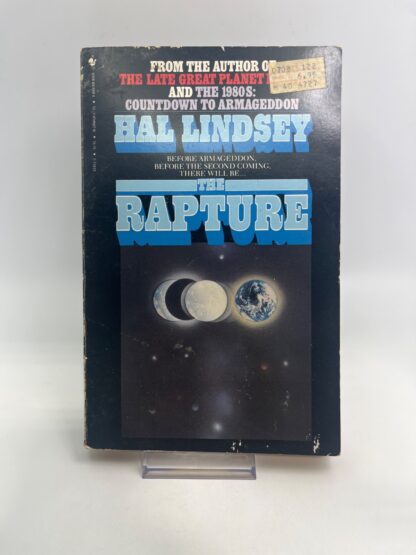 FROM THE AUTHOR OF
THE LATE GREAT PLANET
AND THE 1980S:
COUNTDOWN TO ARMAGEDDON
HAL LINDSEY
BEFORE ARMAGEDDON,
BEFORE THE SECOND COMING,
THERE WILL BE...
THE
RAPTURE